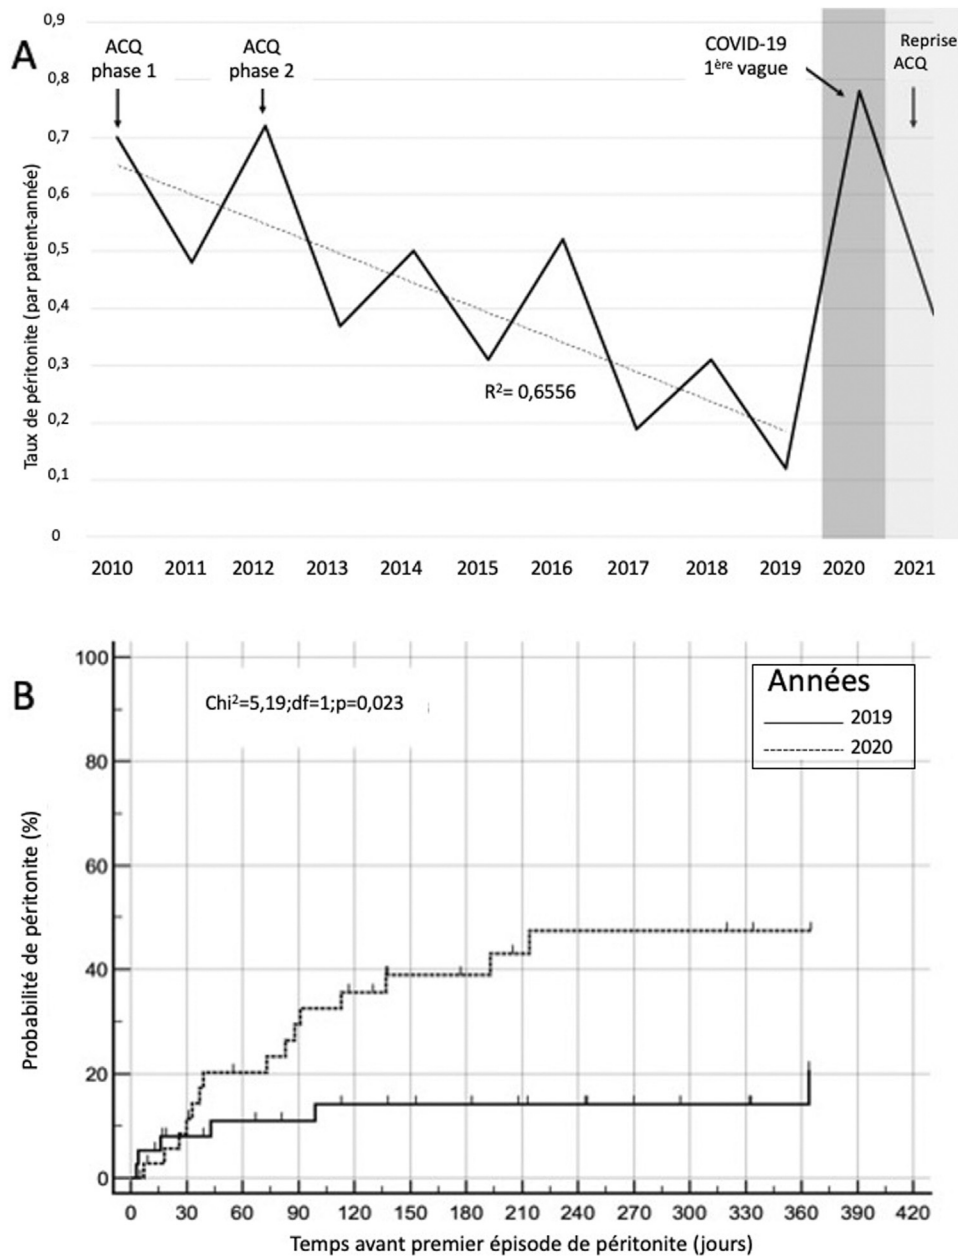 A
ACQ
phase 1
ACQ
phase 2
COVID-19
1ère vague
Reprise
ACQ
Taux de péritonite (par patient-année)
0,9
0,8
0,7
0,6
0,5
0,4
0,3
0,2
0,1
0
R²= 0,6556
2010 2011 2012 2013 2014 2015 2016 2017 2018 2019 2020 2021
B
Chi²=5,19;df=1;p=0,023
Années
2019
2020
Probabilité de péritonite (%)
100
80
60
40
20
0
0 30 60 90 120 150 180 210 240 270 300 330 360 390 420
Temps avant premier épisode de péritonite (jours)